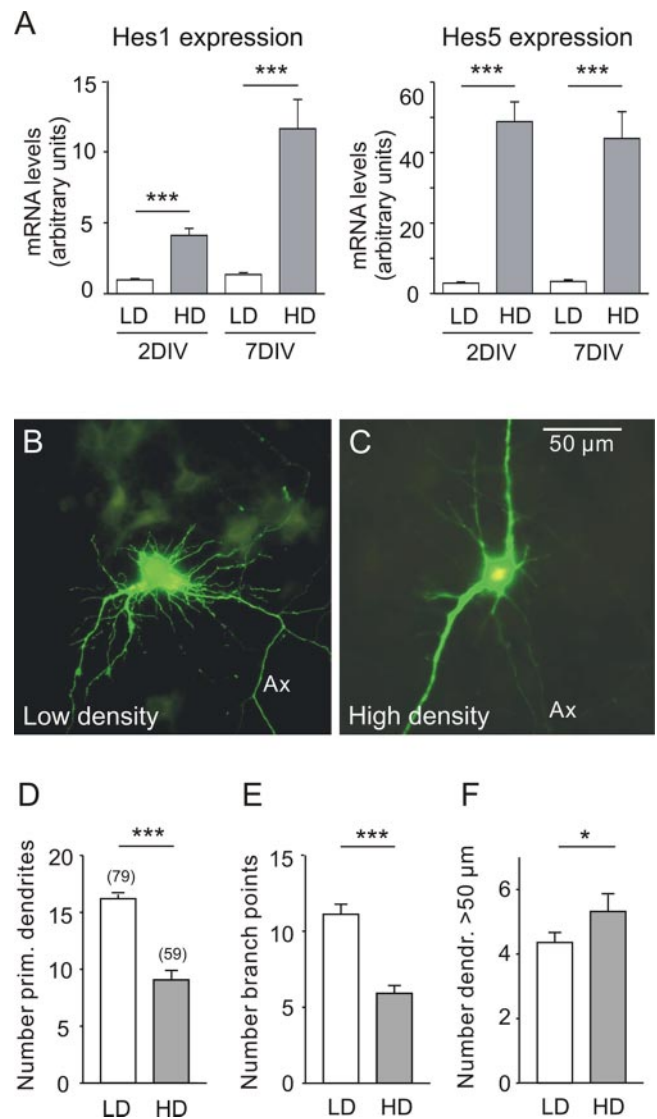 A
Hes1 expression
Hes5 expression
mRNA levels
(arbitrary units)
15
10
5
0
***
***
LD HD LD HD
2DIV 7DIV
mRNA levels
(arbitrary units)
60
40
20
0
*** ***
LD HD LD HD
2DIV 7DIV
B
Ax
Low density
C
50 µm
Ax
High density
D
Number prim. dendrites
20
15
10
5
0
***
(79)
(59)
LD HD
E
Number branch points
15
10
5
0
***
LD HD
F
Number dendr. >50 µm
6
4
2
0
*
LD HD